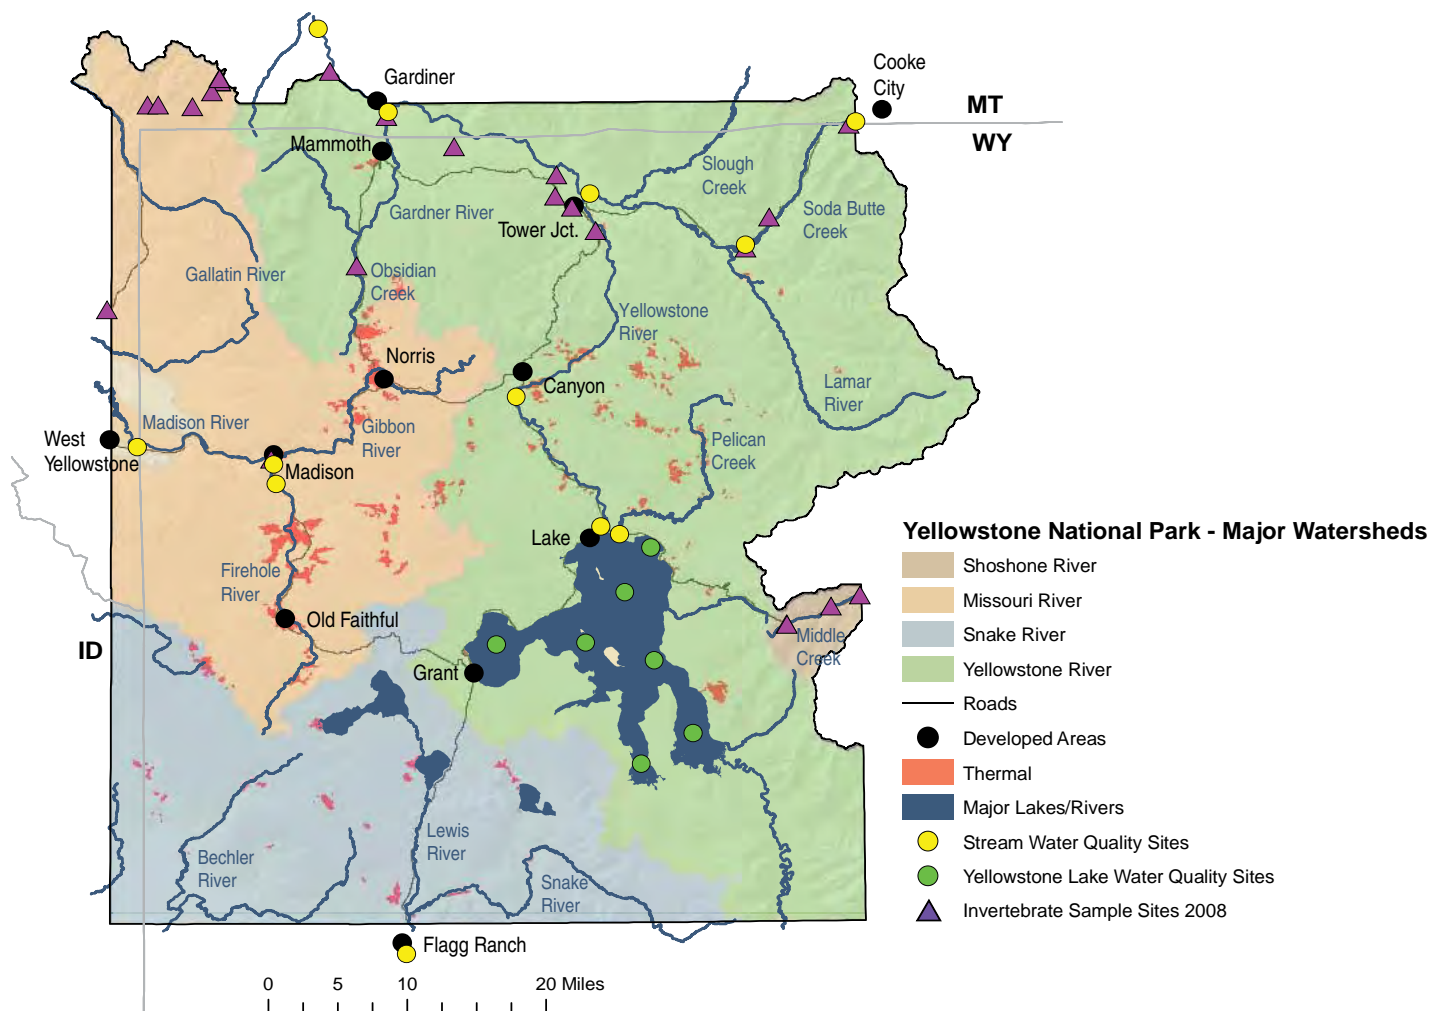 Cooke
City
Gardiner
MT
WY
Mammoth
Slough
Creek
Gardner River
Soda Butte
Creek
Tower Jct.
Gallatin River
Obsidian
Creek
Yellowstone
River
Norris
Canyon
Lamar
River
Madison River
Gibbon
River
West
Yellowstone
Pelican
Creek
Madison
Lake
Firehole
River
Old Faithful
ID
Middle
Creek
Grant
Lewis
River
Bechler
River
Snake
River
Flagg Ranch
0 5 10 20 Miles
Yellowstone National Park - Major Watersheds
Shoshone River
Missouri River
Snake River
Yellowstone River
Roads
Developed Areas
Thermal
Major Lakes/Rivers
Stream Water Quality Sites
Yellowstone Lake Water Quality Sites
Invertebrate Sample Sites 2008